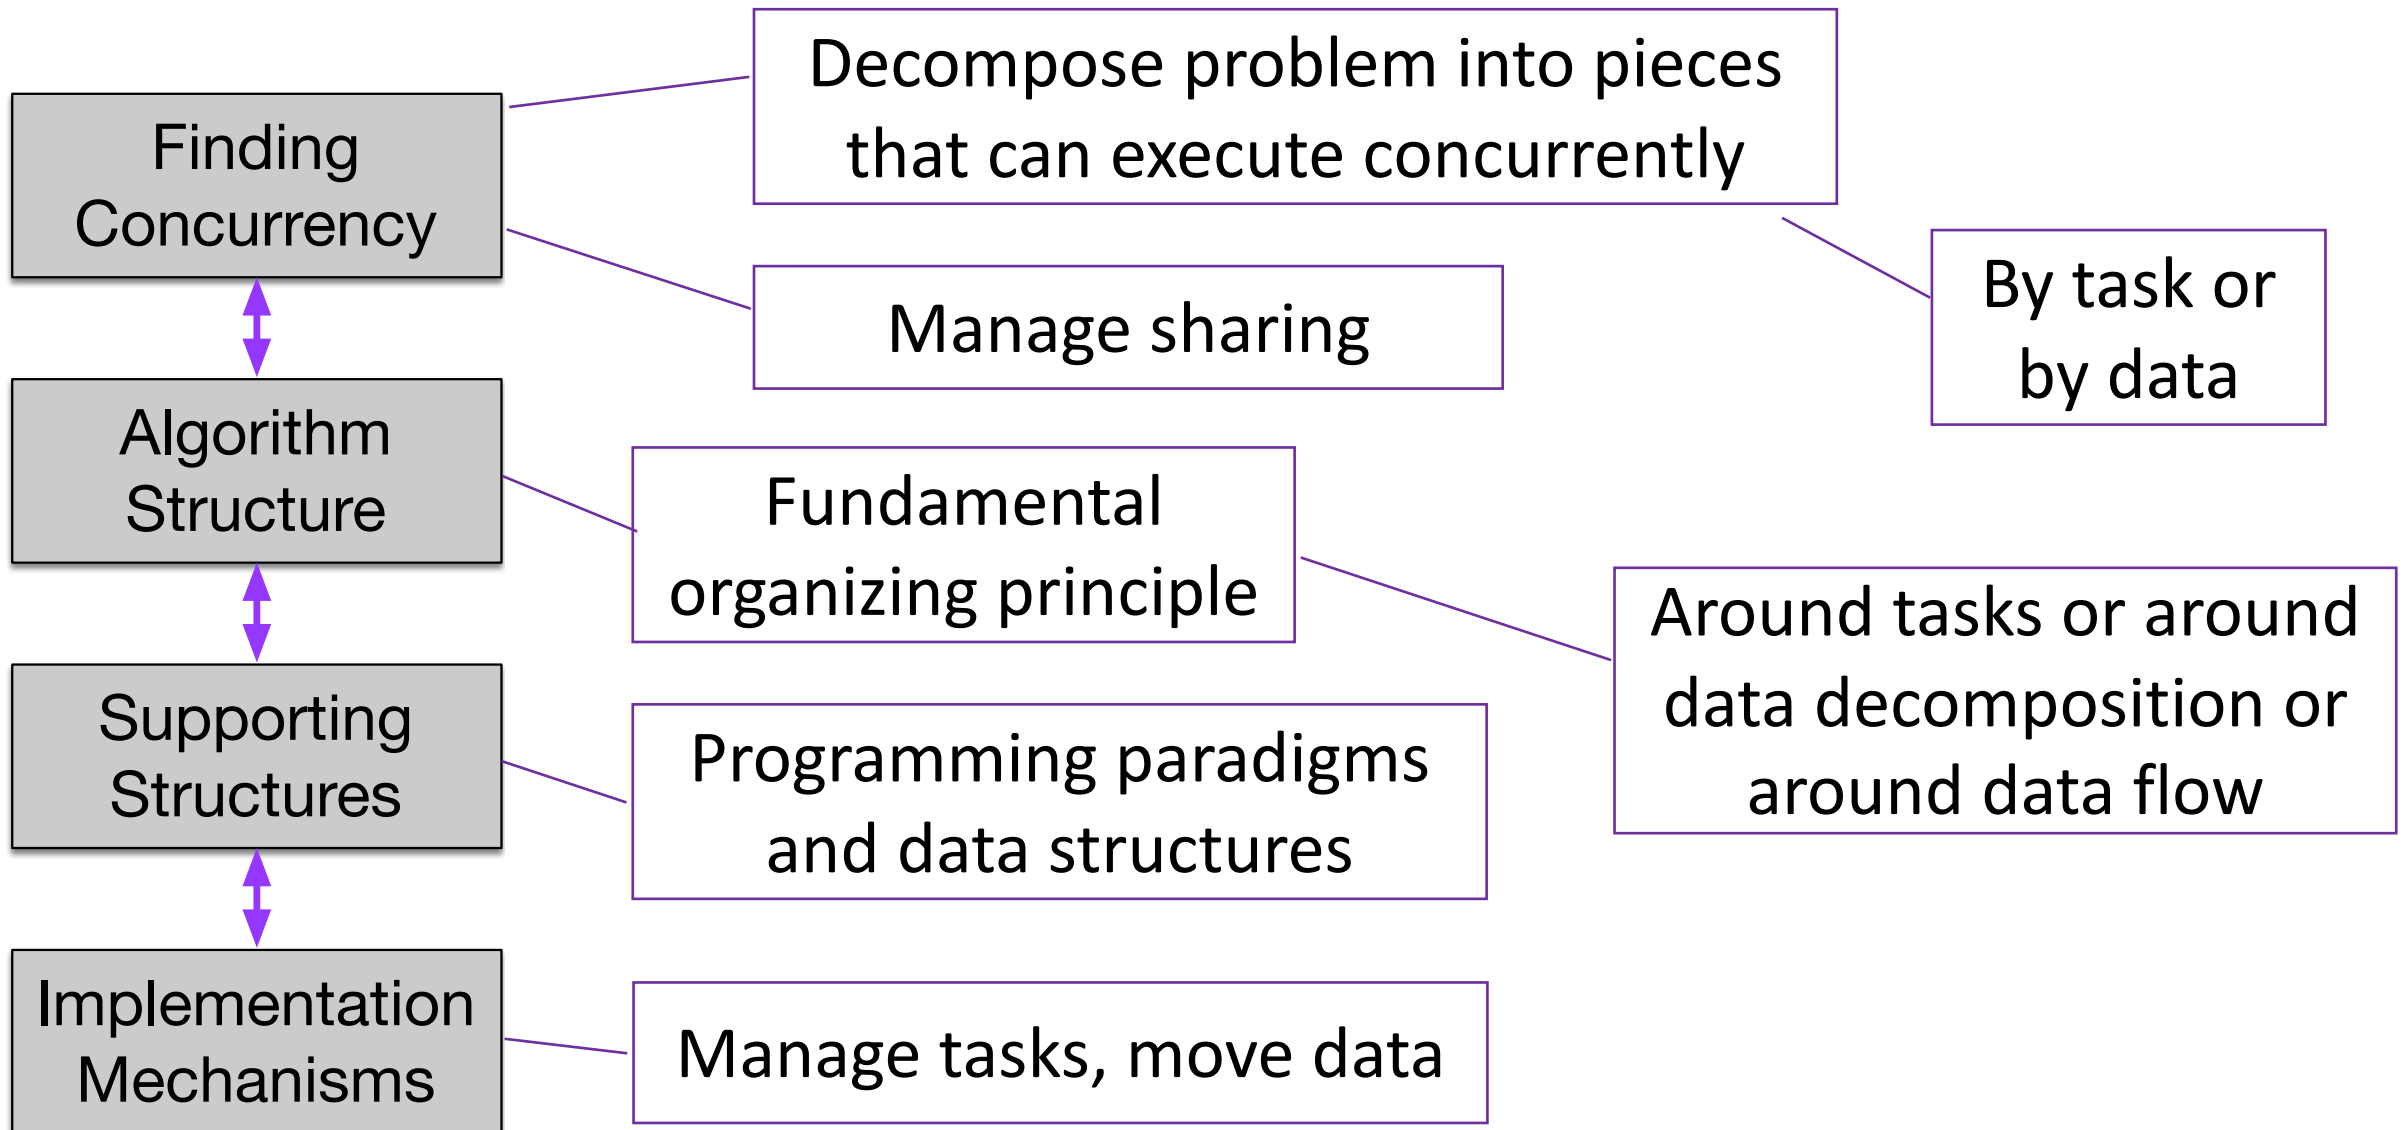 Finding
Concurrency
Decompose problem into pieces
that can execute concurrently
By task or
by data
Manage sharing
Algorithm
Structure
Fundamental
organizing principle
Around tasks or around
data decomposition or
around data flow
Supporting
Structures
Programming paradigms
and data structures
Implementation
Mechanisms
Manage tasks, move data